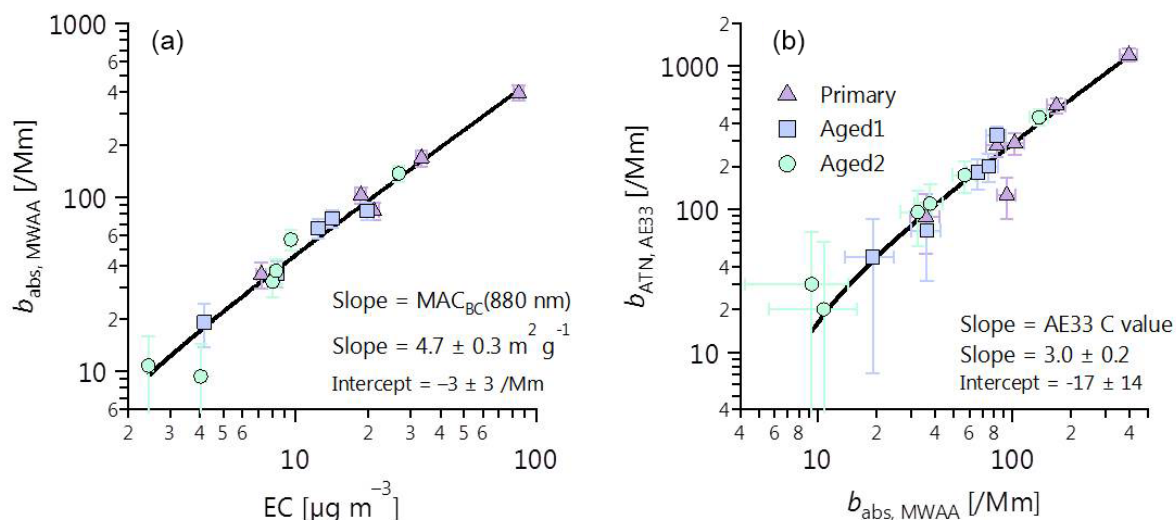 (a)
1000
6
4
2
100
6
4
2
10
6
b_abs, MWAA [/Mm]
Slope = MAC_BC(880 nm)
Slope = 4.7 ± 0.3 m² g⁻¹
Intercept = −3 ± 3 /Mm
2 3 4 5 6 10 2 3 4 5 6 100
EC [µg m⁻³]
(b)
1000
6
4
2
100
6
4
2
4
b_ATN, AE33 [/Mm]
Primary
Aged1
Aged2
Slope = AE33 C value
Slope = 3.0 ± 0.2
Intercept = -17 ± 14
4 6 8 10 2 4 6 8 100 2 4
b_abs, MWAA [/Mm]